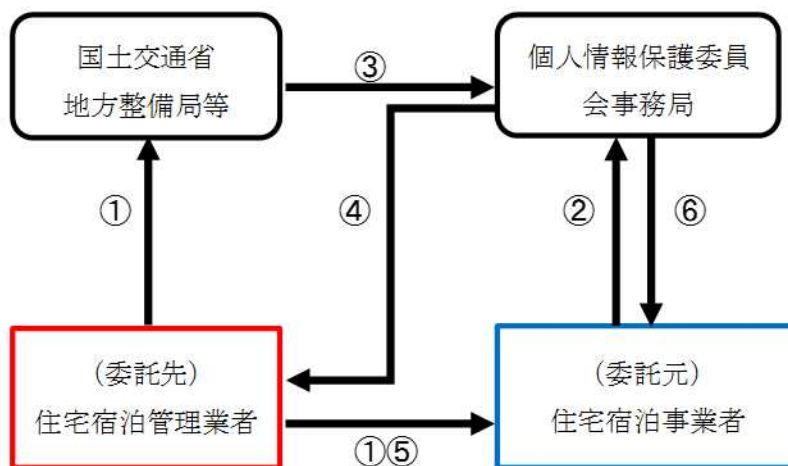 国土交通省
地方整備局等
③
個人情報保護委員
会事務局
①
④
②
⑥
（委託先）
住宅宿泊管理業者
①⑤
（委託元）
住宅宿泊事業者